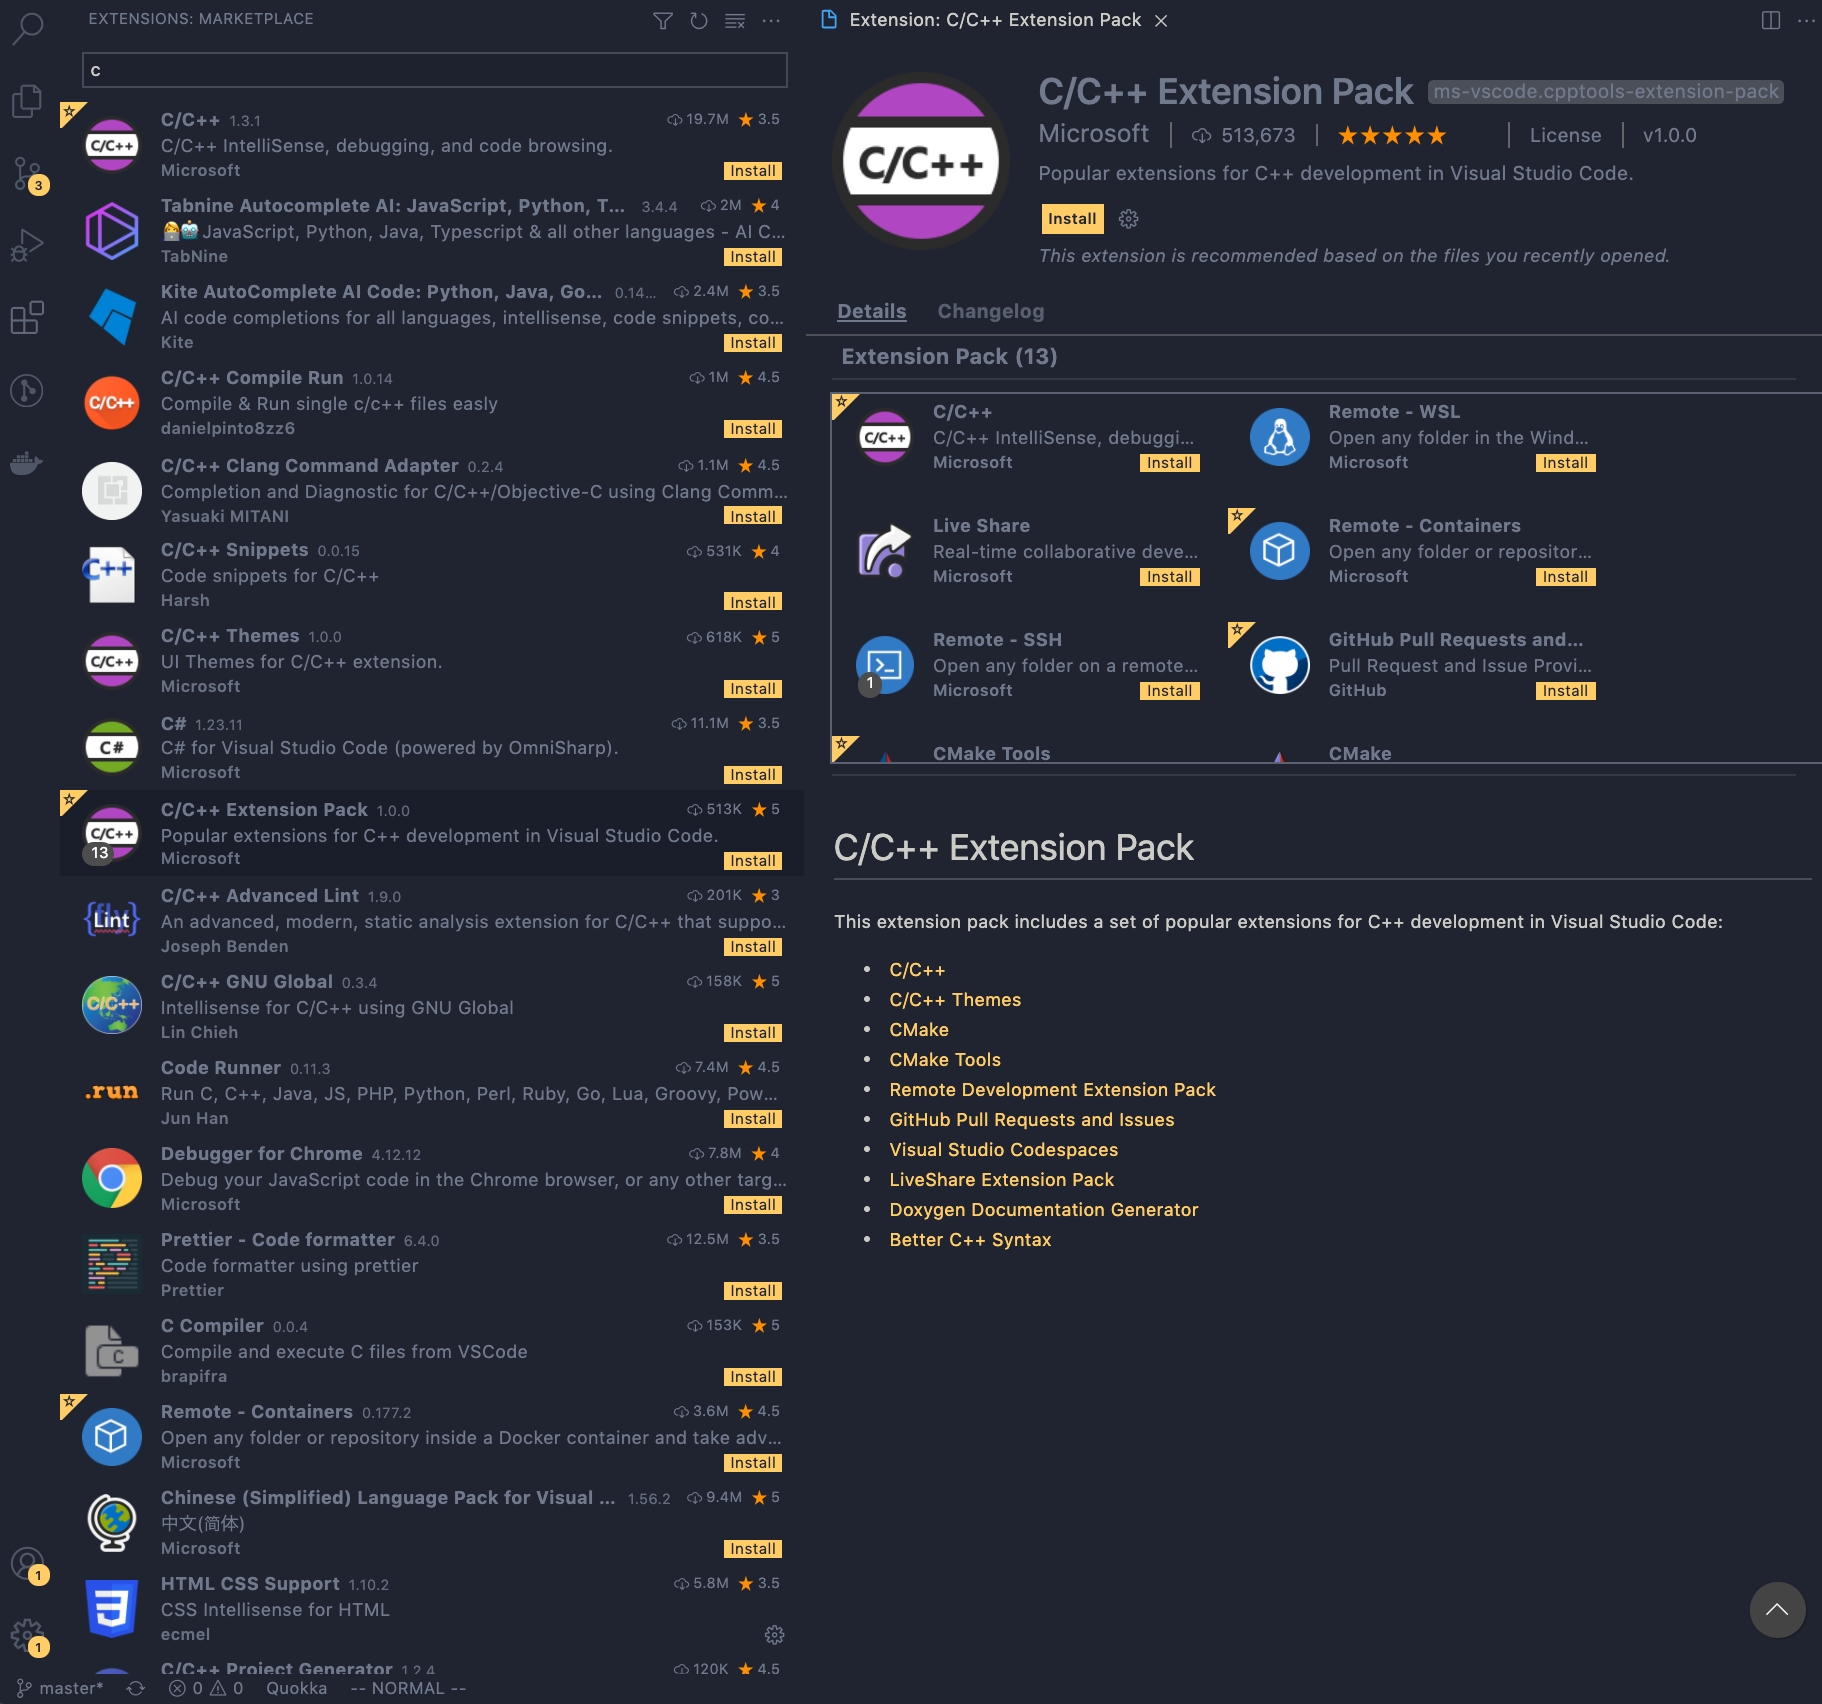 EXTENSIONS: MARKETPLACE
c
C/C++ 1.3.1 19.7M 3.5
C/C++ IntelliSense, debugging, and code browsing.
Microsoft Install
Tabnine Autocomplete AI: JavaScript, Python, T... 3.4.4 2M 4
JavaScript, Python, Java, Typescript & all other languages - AI C...
TabNine Install
Kite AutoComplete AI Code: Python, Java, Go... 0.14... 2.4M 3.5
AI code completions for all languages, intellisense, code snippets, co...
Kite Install
C/C++ Compile Run 1.0.14 1M 4.5
Compile & Run single c/c++ files easly
danielpinto8zz6 Install
C/C++ Clang Command Adapter 0.2.4 1.1M 4.5
Completion and Diagnostic for C/C++/Objective-C using Clang Comm...
Yasuaki MITANI Install
C/C++ Snippets 0.0.15 531K 4
Code snippets for C/C++
Harsh Install
C/C++ Themes 1.0.0 618K 5
UI Themes for C/C++ extension.
Microsoft Install
C# 1.23.11 11.1M 3.5
C# for Visual Studio Code (powered by OmniSharp).
Microsoft Install
C/C++ Extension Pack 1.0.0 513K 5
Popular extensions for C++ development in Visual Studio Code.
13 Microsoft Install
C/C++ Advanced Lint 1.9.0 201K 3
An advanced, modern, static analysis extension for C/C++ that suppo...
Joseph Benden Install
C/C++ GNU Global 0.3.4 158K 5
Intellisense for C/C++ using GNU Global
Lin Chieh Install
Code Runner 0.11.3 7.4M 4.5
Run C, C++, Java, JS, PHP, Python, Perl, Ruby, Go, Lua, Groovy, Pow...
Jun Han Install
Debugger for Chrome 4.12.12 7.8M 4
Debug your JavaScript code in the Chrome browser, or any other targ...
Microsoft Install
Prettier - Code formatter 6.4.0 12.5M 3.5
Code formatter using prettier
Prettier Install
C Compiler 0.0.4 153K 5
Compile and execute C files from VSCode
brapifra Install
Remote - Containers 0.177.2 3.6M 4.5
Open any folder or repository inside a Docker container and take adv...
Microsoft Install
Chinese (Simplified) Language Pack for Visual ... 1.56.2 9.4M 5
中文(简体)
Microsoft Install
HTML CSS Support 1.10.2 5.8M 3.5
CSS Intellisense for HTML
ecmel
C/C++ Project Generator 1.2.4 120K 4.5
3
1
1
C/C++
C/C++
C++
C/C++
C#
C/C++
{fly
Lint}
C/C++
.run
C
3
master* 0 0 Quokka -- NORMAL --
Extension: C/C++ Extension Pack
C/C++
C/C++ Extension Pack ms-vscode.cpptools-extension-pack
Microsoft | 513,673 | License | v1.0.0
Popular extensions for C++ development in Visual Studio Code.
Install
This extension is recommended based on the files you recently opened.
Details Changelog
Extension Pack (13)
C/C++
C/C++
C/C++ IntelliSense, debuggi...
Microsoft Install
Remote - WSL
Open any folder in the Wind...
Microsoft Install
Live Share
Real-time collaborative deve...
Microsoft Install
Remote - Containers
Open any folder or repositor...
Microsoft Install
Remote - SSH
Open any folder on a remote...
1 Microsoft Install
GitHub Pull Requests and...
Pull Request and Issue Provi...
GitHub Install
CMake Tools
CMake
C/C++ Extension Pack
This extension pack includes a set of popular extensions for C++ development in Visual Studio Code:
• C/C++
• C/C++ Themes
• CMake
• CMake Tools
• Remote Development Extension Pack
• GitHub Pull Requests and Issues
• Visual Studio Codespaces
• LiveShare Extension Pack
• Doxygen Documentation Generator
• Better C++ Syntax